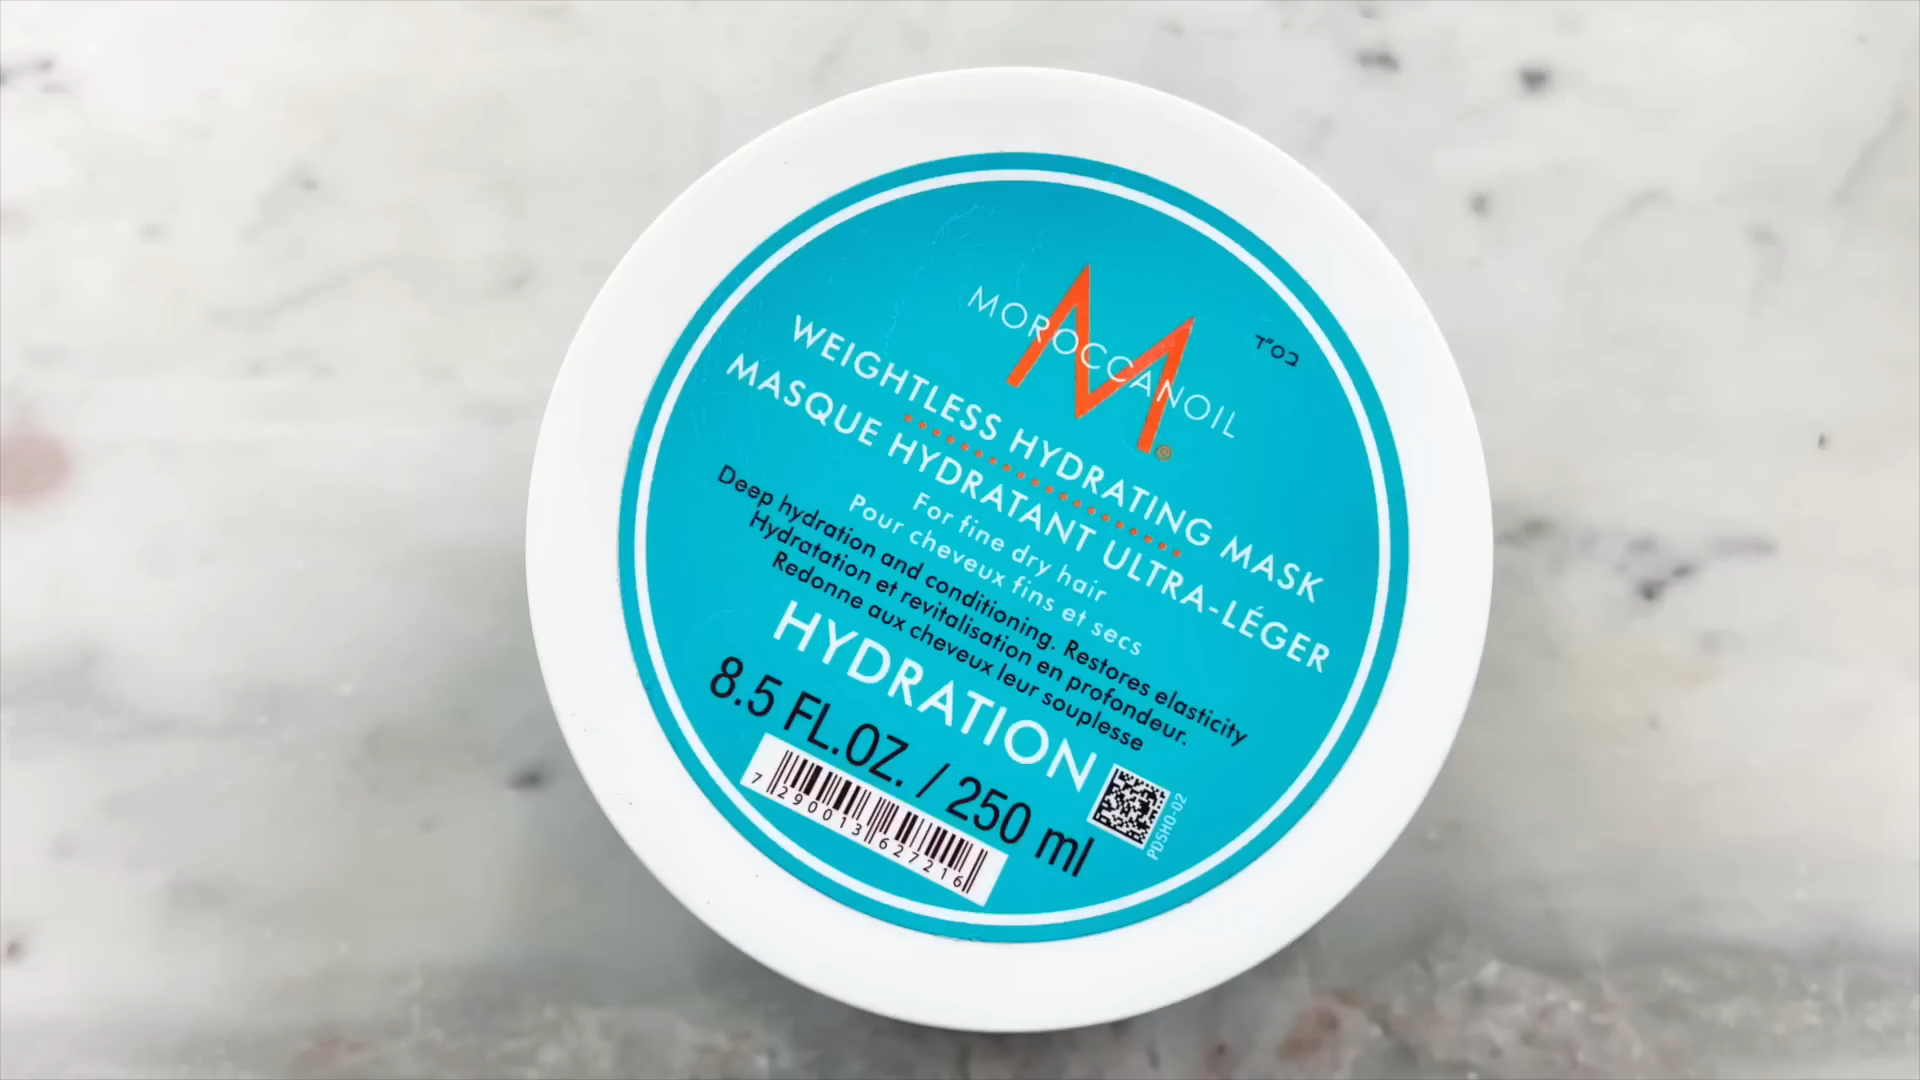 MOROCCANOIL
M®
בס"ד
WEIGHTLESS HYDRATING MASK
MASQUE HYDRATANT ULTRA-LÉGER
For fine dry hair
Pour cheveux fins et secs
Deep hydration and conditioning. Restores elasticity
Hydratation et revitalisation en profondeur.
Redonne aux cheveux leur souplesse
HYDRATION
8.5 FL.OZ. / 250 ml
7 290013 627216
PD5H0-02